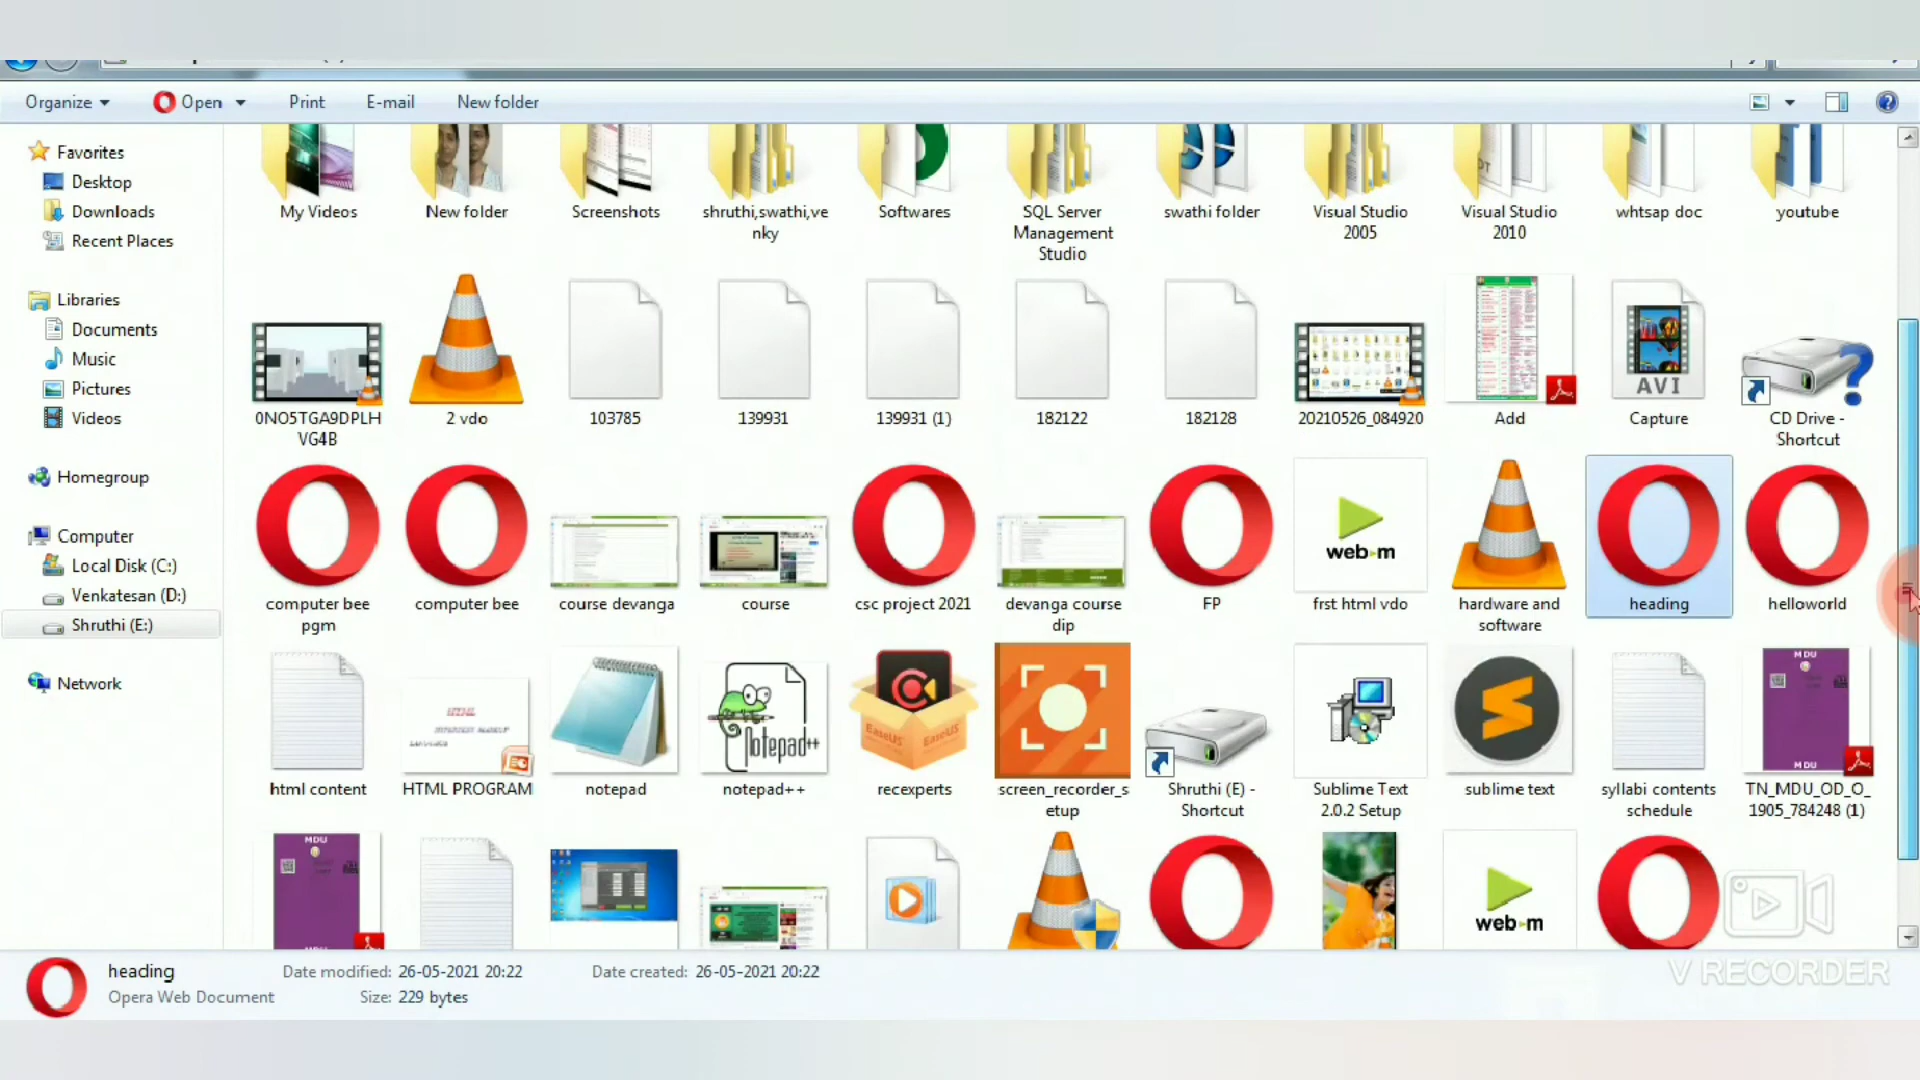 Organize
Open
Print
E-mail
New folder
Favorites
Desktop
Downloads
Recent Places
Libraries
Documents
Music
Pictures
Videos
Homegroup
Computer
Local Disk (C:)
Venkatesan (D:)
Shruthi (E:)
Network
My Videos
New folder
Screenshots
shruthi,swathi,ve
nky
Softwares
SQL Server
Management
Studio
swathi folder
Visual Studio
2005
Visual Studio
2010
whtsap doc
youtube
0NO5TGA9DPLH
VG4B
2 vdo
103785
139931
139931 (1)
182122
182128
20210526_084920
Add
AVI
Capture
CD Drive -
Shortcut
computer bee
pgm
computer bee
course devanga
course
csc project 2021
devanga course
dip
FP
web m
frst html vdo
hardware and
software
heading
helloworld
html content
HTML PROGRAM
notepad
Notepad++
notepad++
EaseUS
EaseUS
recexperts
screen_recorder_s
etup
Shruthi (E) -
Shortcut
Sublime Text
2.0.2 Setup
sublime text
syllabi contents
schedule
MDU
MDU
TN_MDU_OD_O_
1905_784248 (1)
MDU
web m
V RECORDER
heading
Opera Web Document
Date modified: 26-05-2021 20:22
Size: 229 bytes
Date created: 26-05-2021 20:22